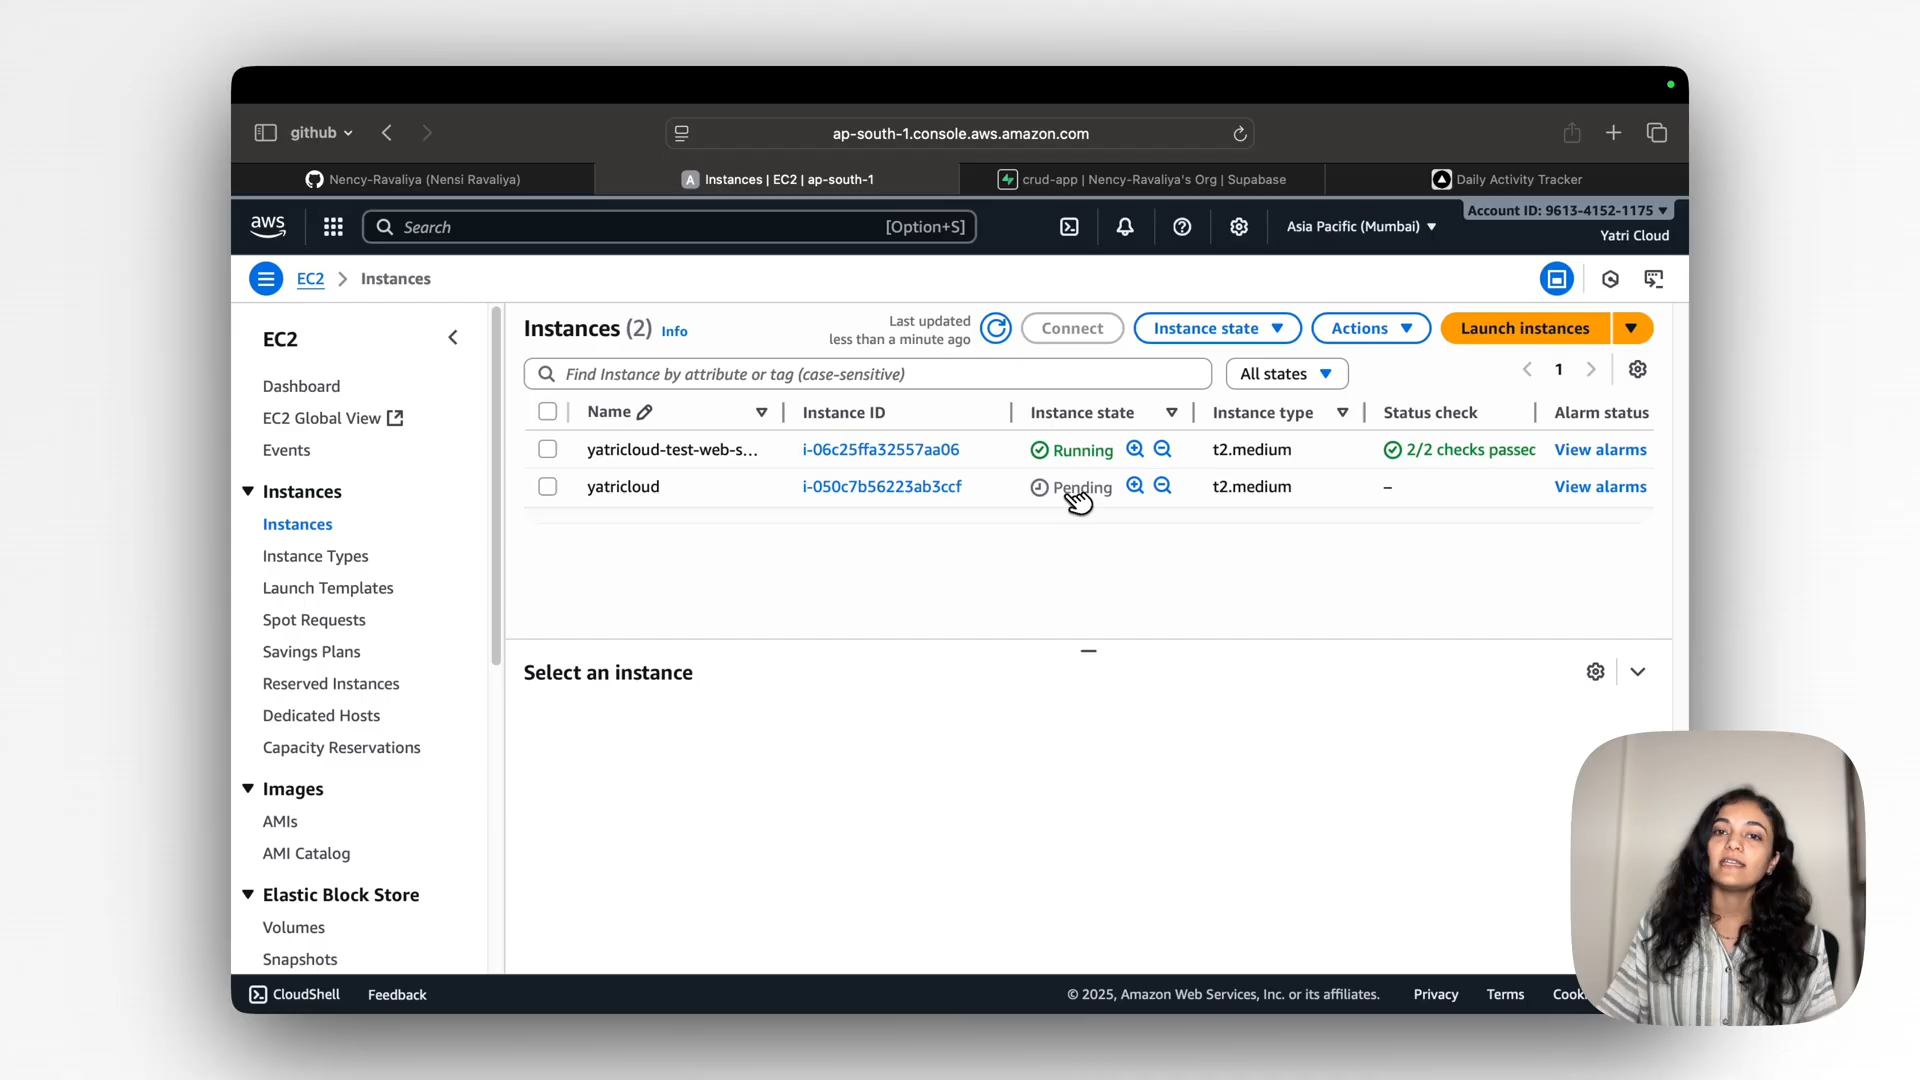 github
ap-south-1.console.aws.amazon.com
Nency-Ravaliya (Nensi Ravaliya)
A Instances | EC2 | ap-south-1
crud-app | Nency-Ravaliya's Org | Supabase
Daily Activity Tracker
aws
Search
[Option+S]
Asia Pacific (Mumbai)
Account ID: 9613-4152-1175
Yatri Cloud
EC2 > Instances
EC2
Dashboard
EC2 Global View
Events
Instances
Instances
Instance Types
Launch Templates
Spot Requests
Savings Plans
Reserved Instances
Dedicated Hosts
Capacity Reservations
Images
AMIs
AMI Catalog
Elastic Block Store
Volumes
Snapshots
Instances (2) Info
Last updated
less than a minute ago
Connect
Instance state
Actions
Launch instances
Find Instance by attribute or tag (case-sensitive)
All states
1
Name Instance ID Instance state Instance type Status check Alarm status
yatricloud-test-web-s... i-06c25ffa32557aa06 Running t2.medium 2/2 checks passec View alarms
yatricloud i-050c7b56223ab3ccf Pending t2.medium – View alarms
Select an instance
CloudShell
Feedback
© 2025, Amazon Web Services, Inc. or its affiliates.
Privacy
Terms
Cook